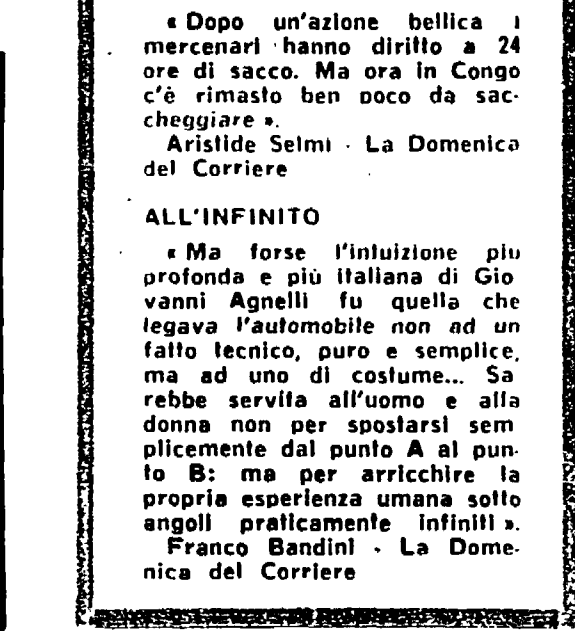 « Dopo un'azione bellica i
mercenari hanno diritto a 24
ore di sacco. Ma ora in Congo
c'è rimasto ben poco da sac-
cheggiare ».
Aristide Selmi - La Domenica
del Corriere
ALL'INFINITO
« Ma forse l'intuizione più
profonda e più italiana di Gio
vanni Agnelli fu quella che
legava l'automobile non ad un
fatto tecnico, puro e semplice,
ma ad uno di costume... Sa
rebbe servita all'uomo e alla
donna non per spostarsi sem
plicemente dal punto A al pun-
to B: ma per arricchire la
propria esperienza umana sotto
angoli praticamente infiniti ».
Franco Bandini - La Dome-
nica del Corriere